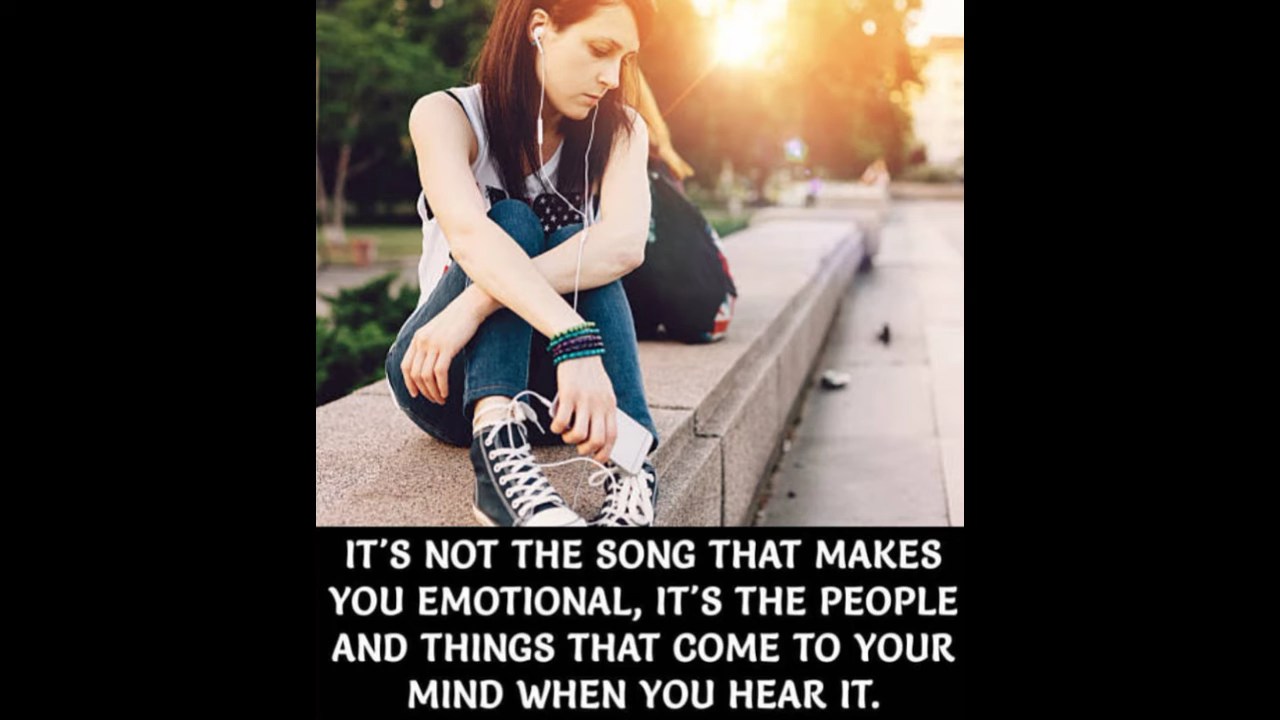 IT'S NOT THE SONG THAT MAKES
YOU EMOTIONAL, IT'S THE PEOPLE
AND THINGS THAT COME TO YOUR
MIND WHEN YOU HEAR IT.